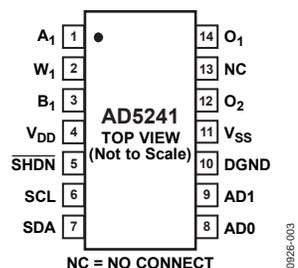 A1 1 14 O1
W1 2 13 NC
B1 3 12 O2
VDD 4 11 VSS
SHDN 5 10 DGND
SCL 6 9 AD1
SDA 7 8 AD0
AD5241
TOP VIEW
(Not to Scale)
NC = NO CONNECT
0926-003